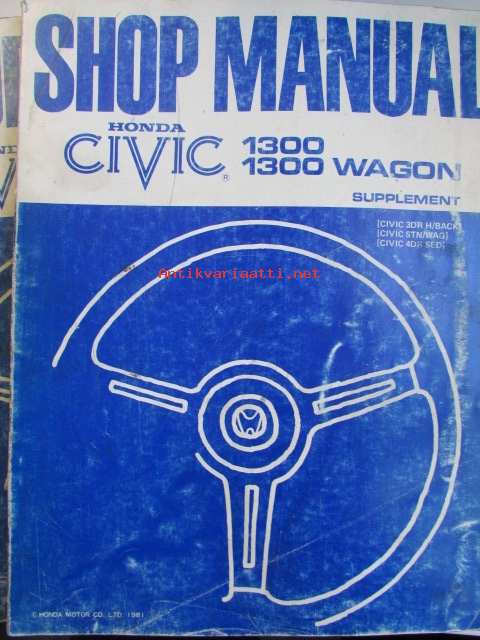 SHOP MANUAL
HONDA
CIVIC®
1300
1300 WAGON
SUPPLEMENT
[CIVIC 3DR H/BACK]
[CIVIC STN/WAG]
[CIVIC 4DR SED]
Antikvariaatti.net
© HONDA MOTOR CO., LTD. 1981